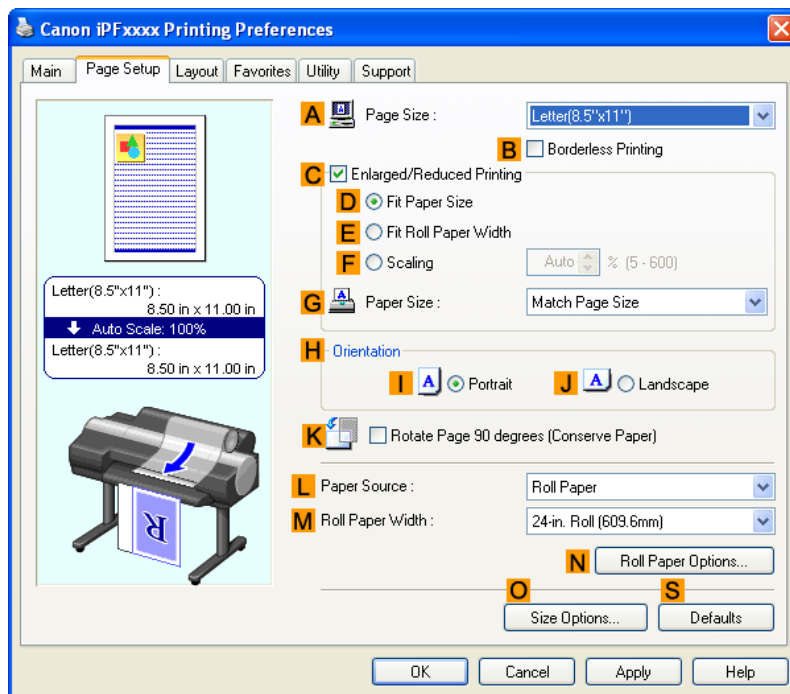 Canon iPFxxxx Printing Preferences
Main Page Setup Layout Favorites Utility Support
A Page Size : Letter(8.5"x11")
B Borderless Printing
C Enlarged/Reduced Printing
D Fit Paper Size
E Fit Roll Paper Width
F Scaling Auto % (5 - 600)
G Paper Size : Match Page Size
Letter(8.5"x11") :
8.50 in x 11.00 in
Auto Scale: 100%
Letter(8.5"x11") :
8.50 in x 11.00 in
H Orientation
I A Portrait J A Landscape
K Rotate Page 90 degrees (Conserve Paper)
L Paper Source : Roll Paper
M Roll Paper Width : 24-in. Roll (609.6mm)
N Roll Paper Options...
O S
Size Options... Defaults
R
OK Cancel Apply Help